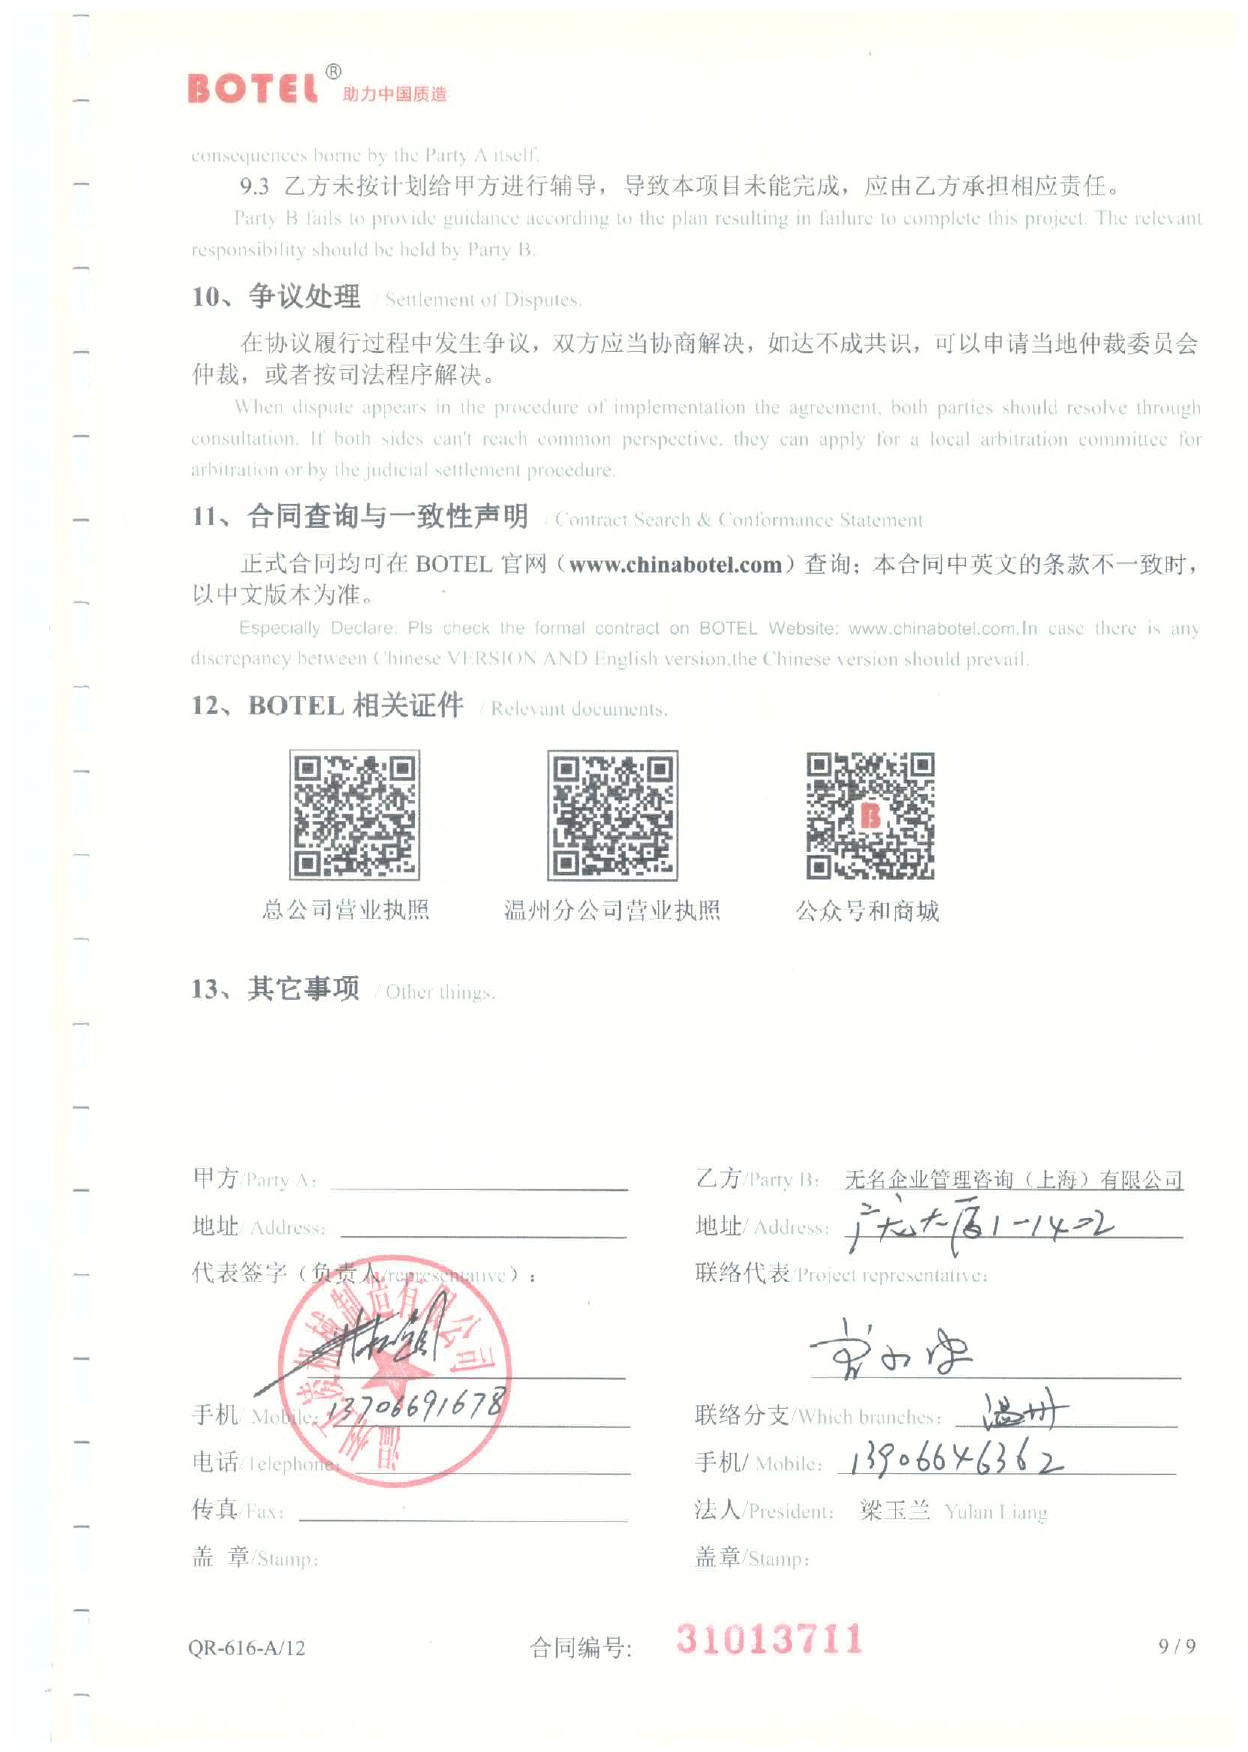 BOTEL® 助力中国质造
consequences borne by the Party A itself.
9.3 乙方未按计划给甲方进行辅导，导致本项目未能完成，应由乙方承担相应责任。
Party B fails to provide guidance according to the plan resulting in failure to complete this project. The relevant
responsibility should be held by Party B.
10、争议处理 / Settlement of Disputes.
在协议履行过程中发生争议，双方应当协商解决，如达不成共识，可以申请当地仲裁委员会
仲裁，或者按司法程序解决。
When dispute appears in the procedure of implementation the agreement, both parties should resolve through
consultation. If both sides can't reach common perspective, they can apply for a local arbitration committee for
arbitration or by the judicial settlement procedure.
11、合同查询与一致性声明 / Contract Search & Conformance Statement
正式合同均可在 BOTEL 官网（www.chinabotel.com）查询；本合同中英文的条款不一致时，
以中文版本为准。
Especially Declare: Pls check the formal contract on BOTEL Website: www.chinabotel.com.In case there is any
discrepancy between Chinese VERSION AND English version,the Chinese version should prevail.
12、BOTEL 相关证件 / Relevant documents.
B
总公司营业执照 温州分公司营业执照 公众号和商城
13、其它事项 / Other things.
甲方/Party A: 乙方/Party B: 无名企业管理咨询（上海）有限公司
地址/ Address: 地址/ Address: 大厦1-1402
代表签字（负责人/representative）: 联络代表/Project representative:
手机/ Mobile: 13706691678 联络分支/Which branches: 温州
电话/Telephone: 手机/ Mobile: 13906646362
传真/Fax: 法人/President: 梁玉兰 Yulan Liang
盖 章/Stamp: 盖章/Stamp:
QR-616-A/12 合同编号: 31013711 9 / 9